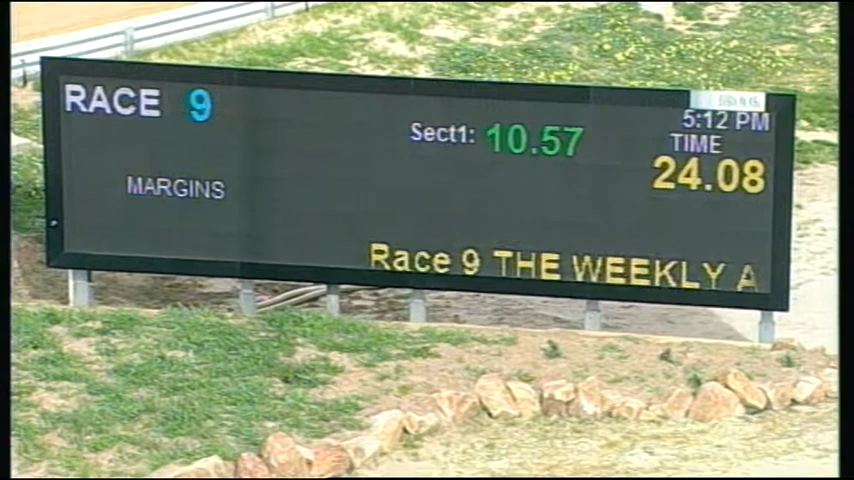 RACE 9
5:12 PM
Sect1: 10.57
TIME
24.08
MARGINS
Race 9 THE WEEKLY A